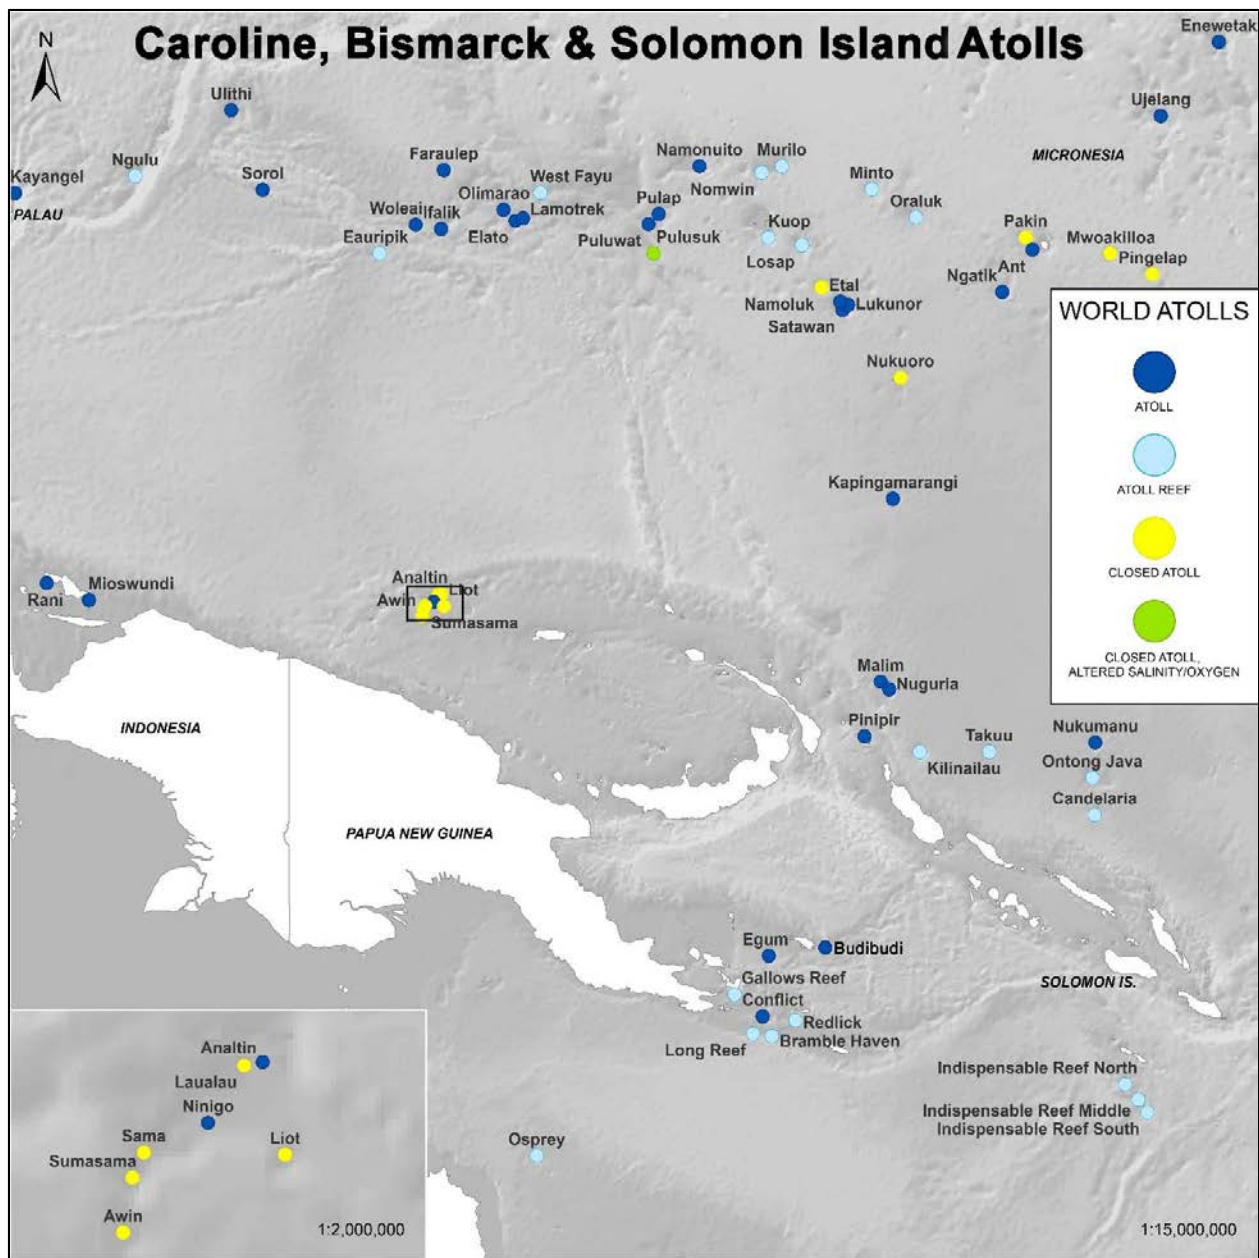 Caroline, Bismarck & Solomon Island Atolls
N
Enewetak
Ulithi
Ujelang
Ngulu
Faraulep
Namonuito
Murilo
MICRONESIA
Kayangel
Sorol
Olimarao
West Fayu
Nomwin
Minto
PALAU
Woleai
Ifalik
Lamotrek
Pulap
Kuop
Oraluk
Eauripik
Elato
Puluwat
Pulusuk
Losap
Pakin
Mwoakilloa
Ant
Pingelap
Ngatik
Etal
Namoluk
Lukunor
Satawan
Nukuoro
WORLD ATOLLS
ATOLL
ATOLL REEF
CLOSED ATOLL
CLOSED ATOLL,
ALTERED SALINITY/OXYGEN
Kapingamarangi
Rani
Mioswundi
Analtin
Liot
Awin
Sumasama
Malim
Nuguria
INDONESIA
Pinipir
Takuu
Nukumanu
Kilinailau
Ontong Java
Candelaria
PAPUA NEW GUINEA
Egum
Budibudi
Gallows Reef
SOLOMON IS.
Conflict
Redlick
Long Reef
Bramble Haven
Indispensable Reef North
Indispensable Reef Middle
Indispensable Reef South
Osprey
Analtin
Laualau
Ninigo
Sama
Liot
Sumasama
Awin
1:2,000,000
1:15,000,000